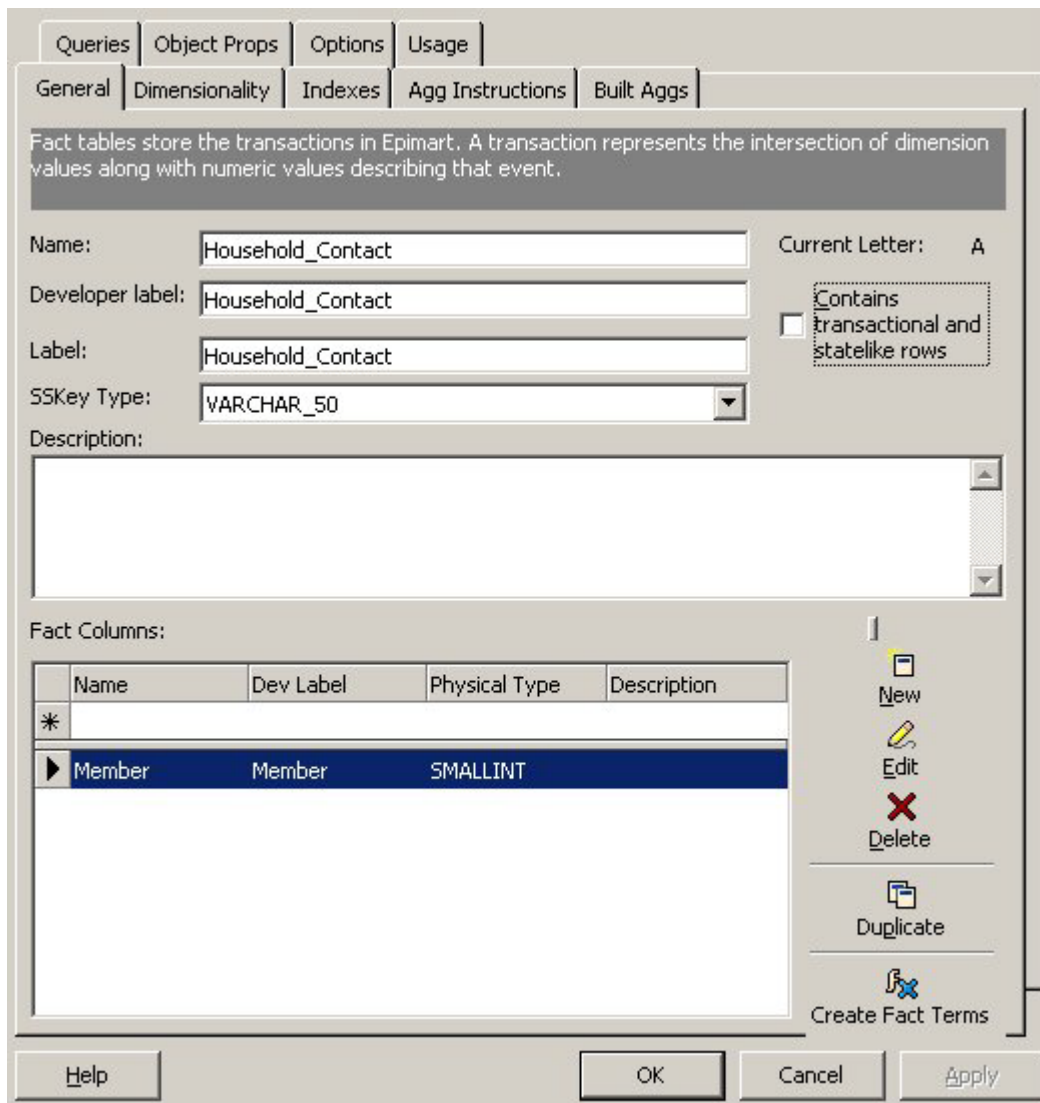 Queries Object Props Options Usage
General Dimensionality Indexes Agg Instructions Built Aggs
Fact tables store the transactions in Epimart. A transaction represents the intersection of dimension
values along with numeric values describing that event.
Name: Household_Contact Current Letter: A
Developer label: Household_Contact
Contains
transactional and
statelike rows
Label: Household_Contact
SSKey Type: VARCHAR_50
Description:
Fact Columns:
Name Dev Label Physical Type Description
Member Member SMALLINT
New
Edit
Delete
Duplicate
Create Fact Terms
Help OK Cancel Apply